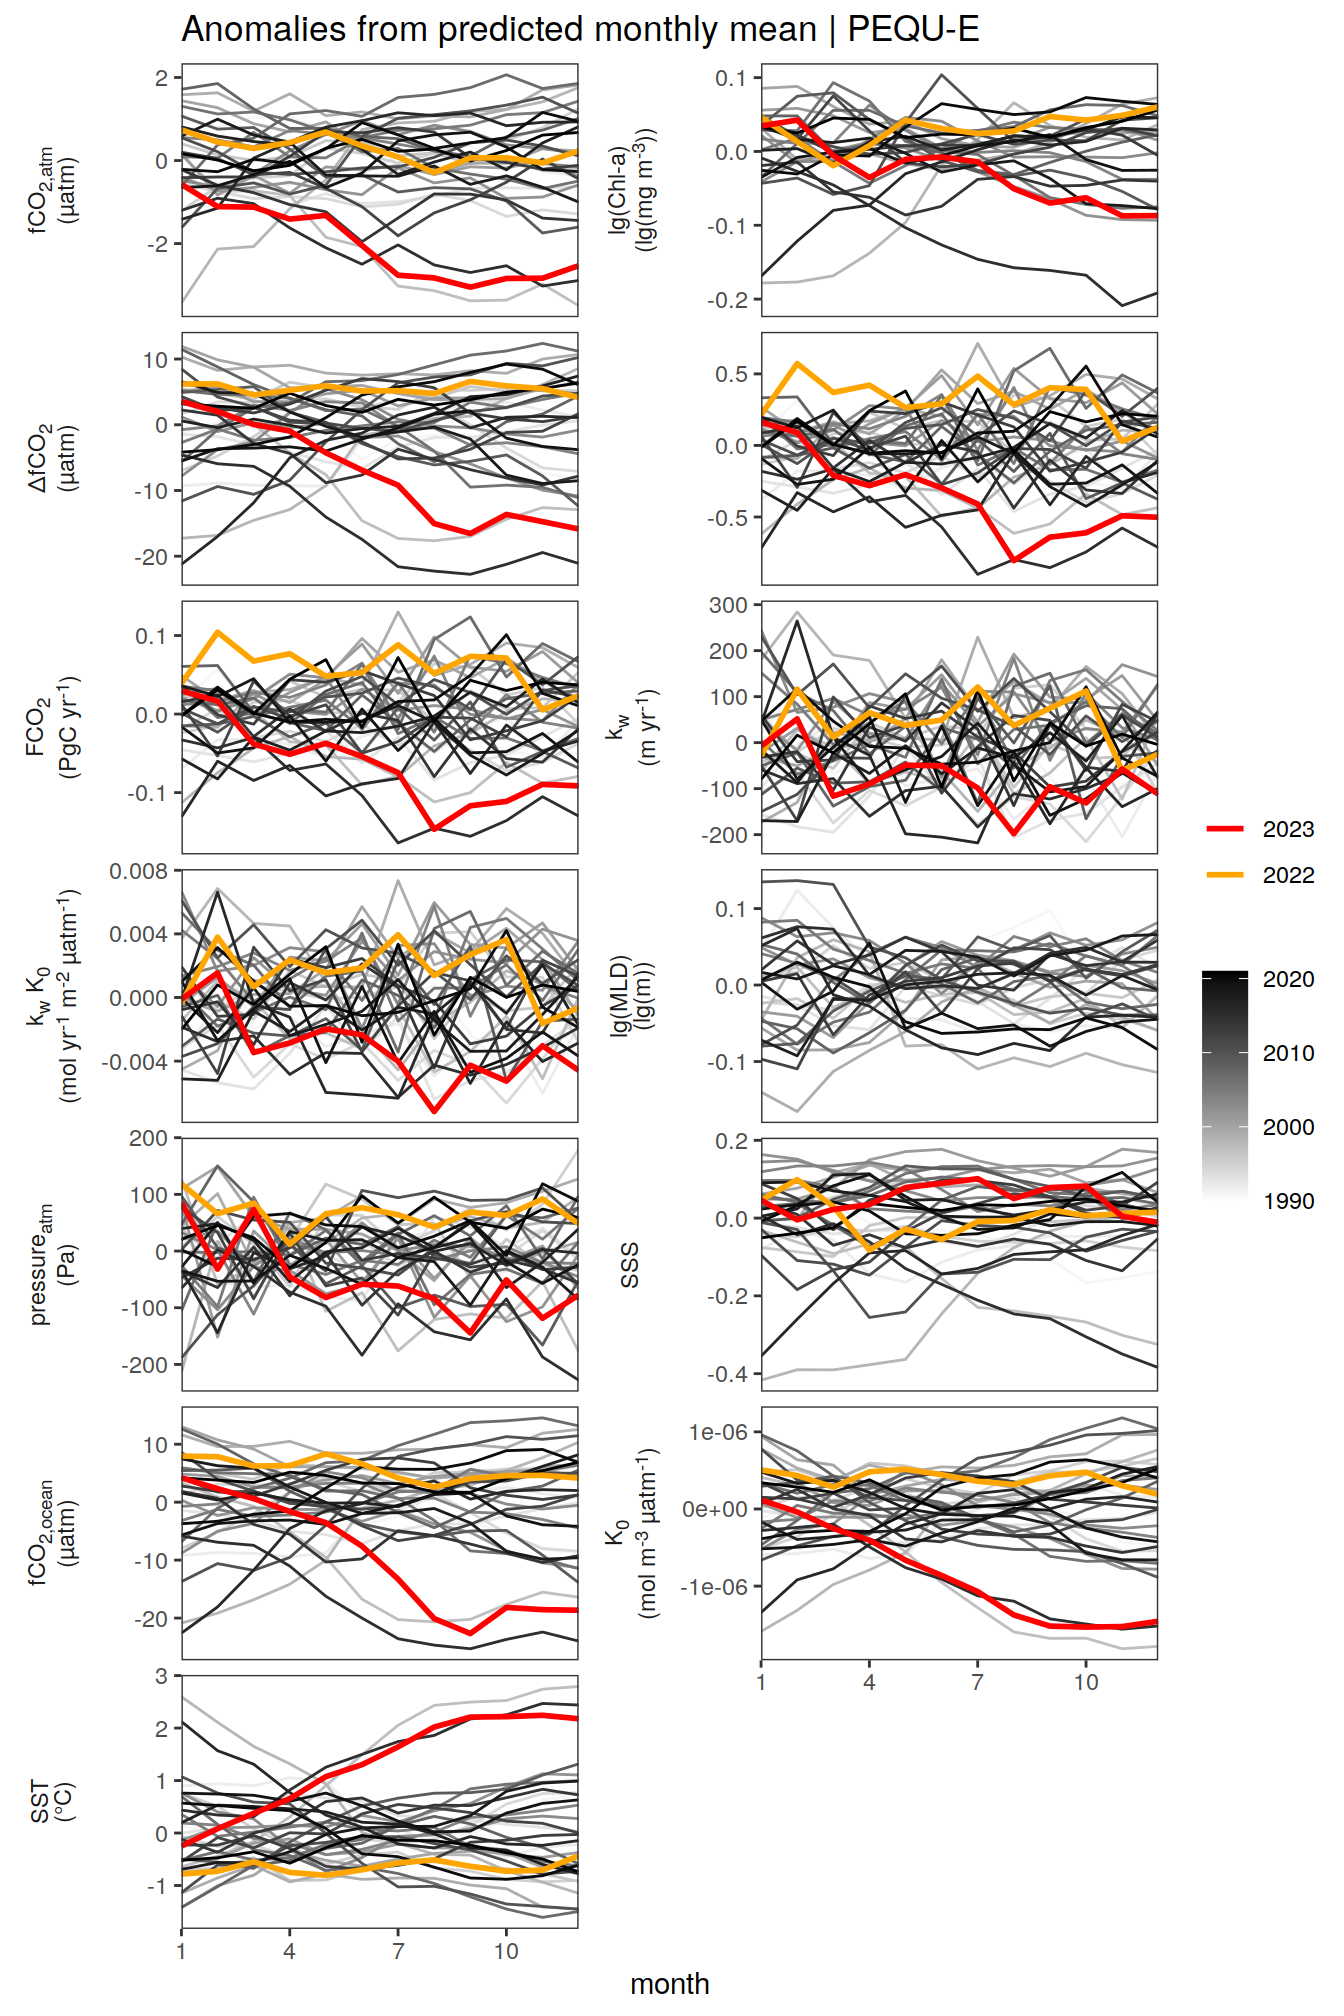 Anomalies from predicted monthly mean | PEQU-E
fCO2,atm
(µatm)
2
0
-2
lg(Chl-a)
(lg(mg m-3))
0.1
0.0
-0.1
-0.2
ΔfCO2
(µatm)
10
0
-10
-20
0.5
0.0
-0.5
FCO2
(PgC yr-1)
0.1
0.0
-0.1
kw
(m yr-1)
300
200
100
0
-100
-200
kw K0
(mol yr-1 m-2 µatm-1)
0.008
0.004
0.000
-0.004
lg(MLD)
(lg(m))
0.1
0.0
-0.1
pressureatm
(Pa)
200
100
0
-100
-200
SSS
0.2
0.0
-0.2
-0.4
fCO2,ocean
(µatm)
10
0
-10
-20
K0
(mol m-3 µatm-1)
1e-06
0e+00
-1e-06
1 4 7 10
SST
(°C)
3
2
1
0
-1
1 4 7 10
month
2023
2022
2020
2010
2000
1990